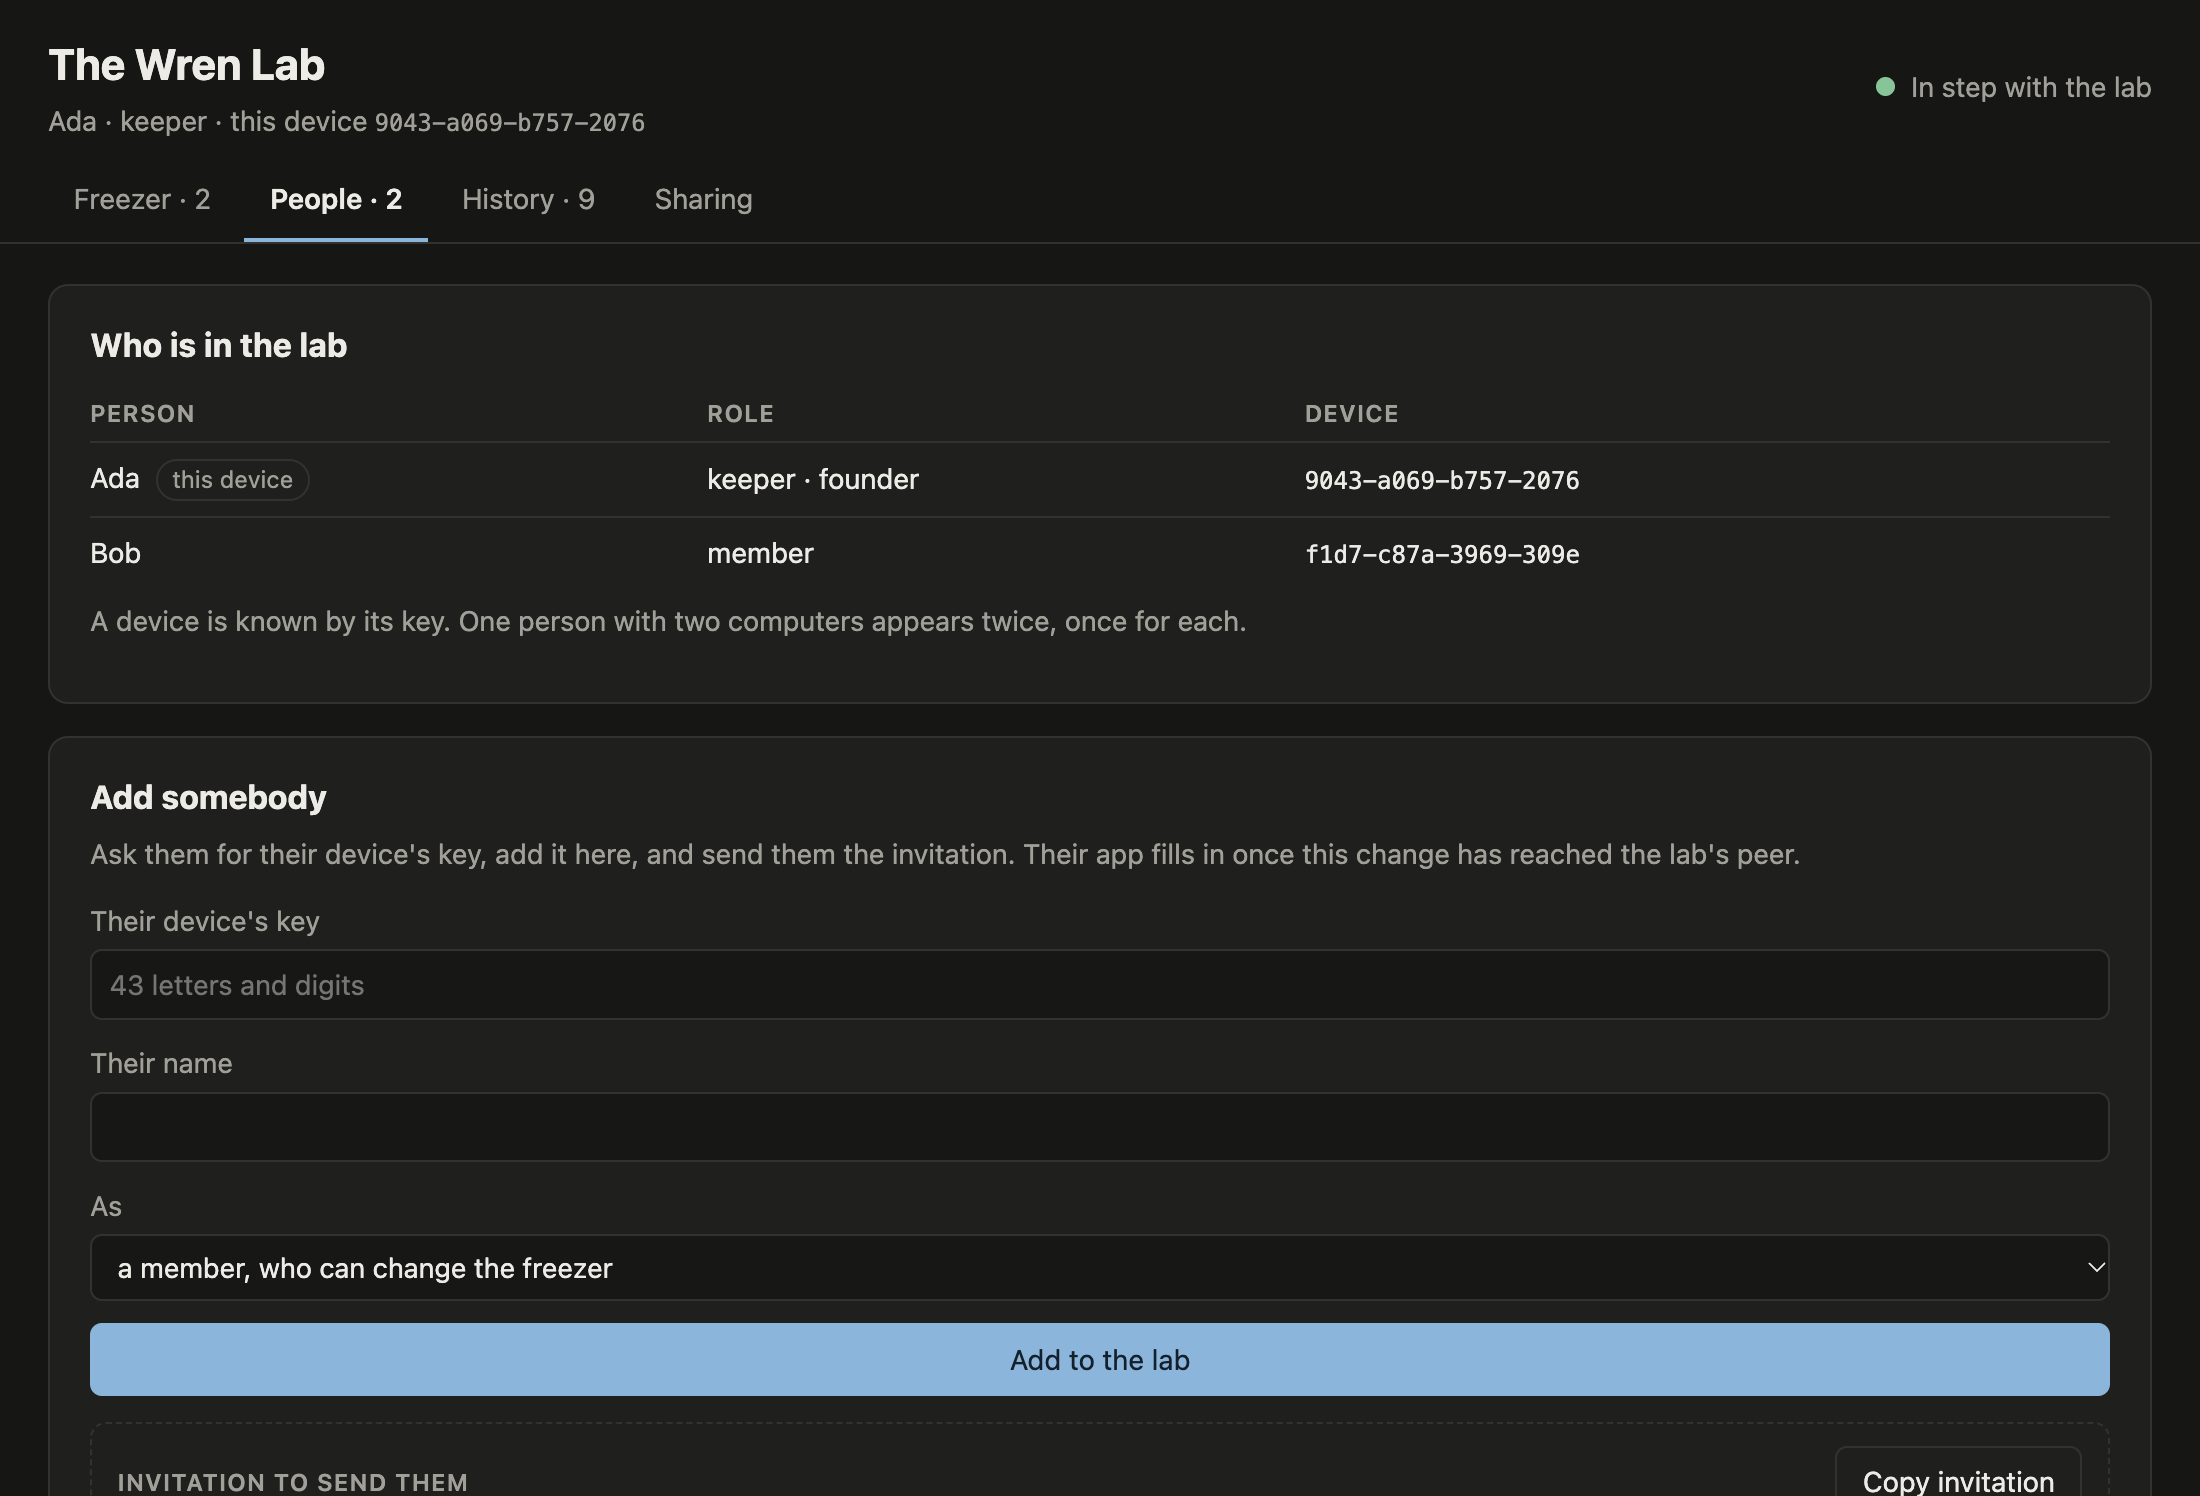 The Wren Lab
Ada · keeper · this device 9043-a069-b757-2076
In step with the lab
Freezer · 2
People · 2
History · 9
Sharing
Who is in the lab
PERSON ROLE DEVICE
Ada this device keeper · founder 9043-a069-b757-2076
Bob member f1d7-c87a-3969-309e
A device is known by its key. One person with two computers appears twice, once for each.
Add somebody
Ask them for their device's key, add it here, and send them the invitation. Their app fills in once this change has reached the lab's peer.
Their device's key
43 letters and digits
Their name
As
a member, who can change the freezer
Add to the lab
INVITATION TO SEND THEM
Copy invitation